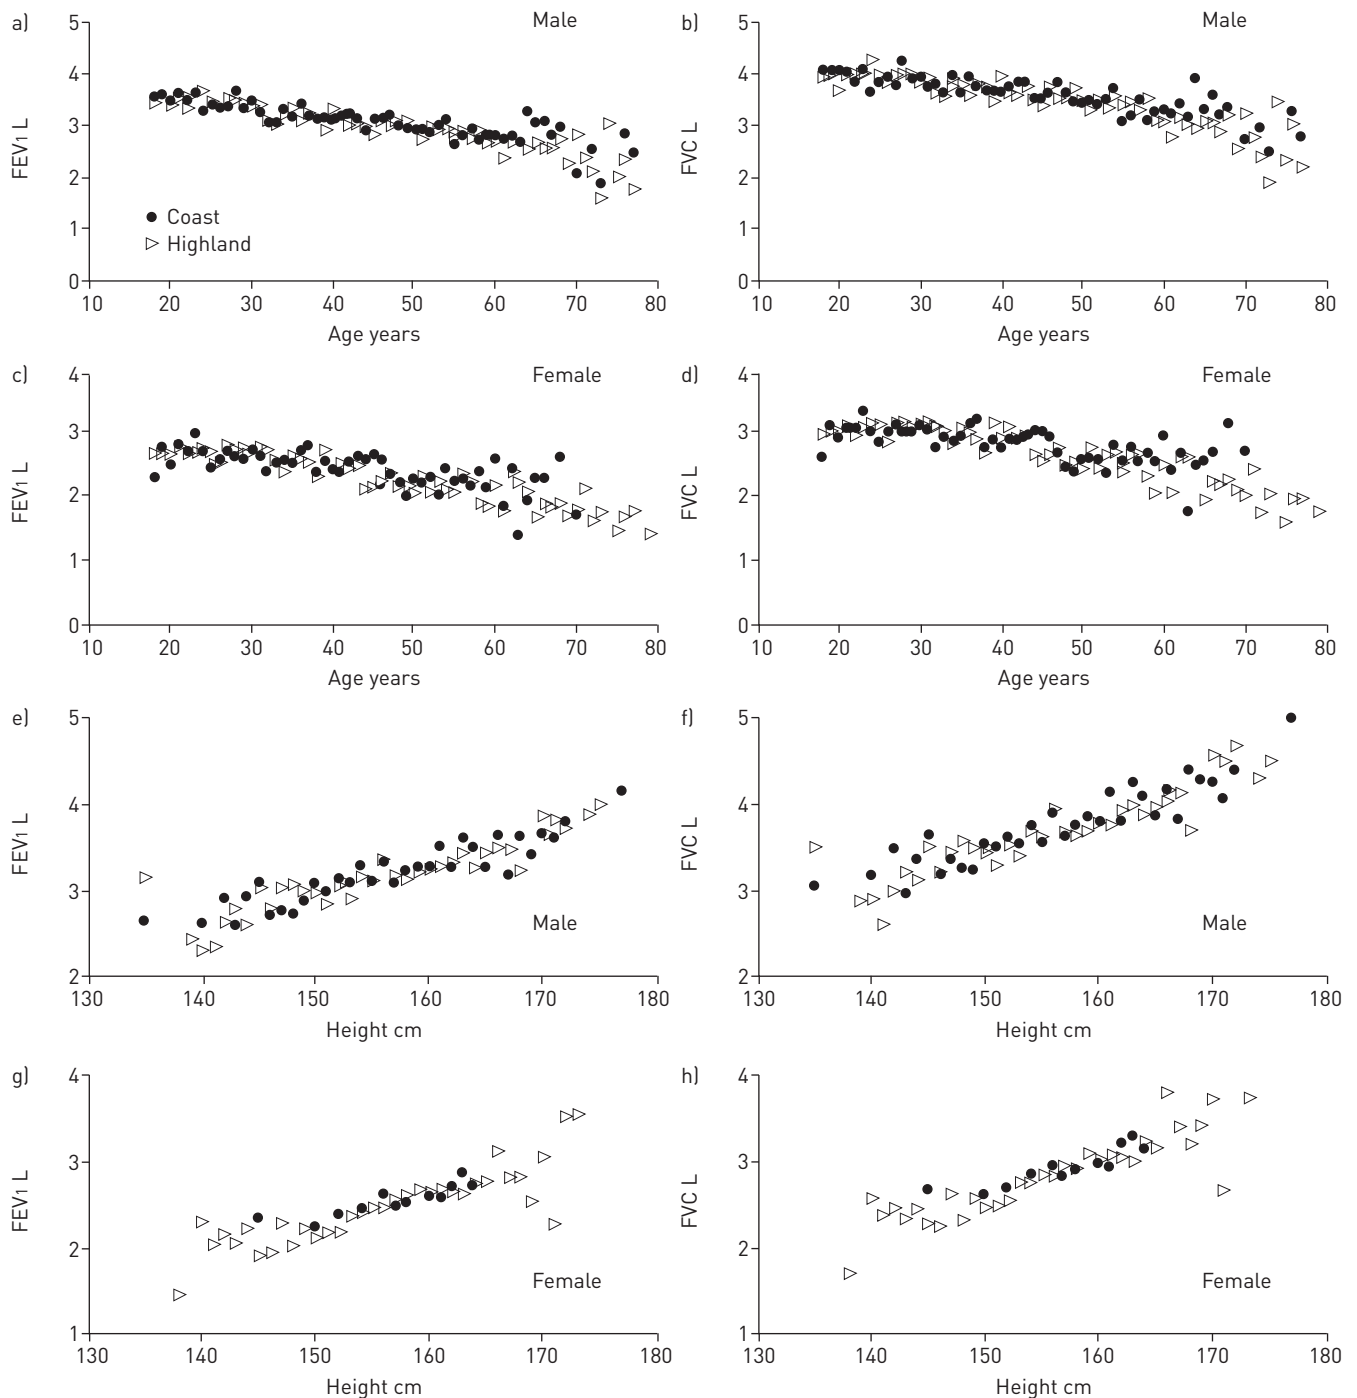 a)
Male
5
4
3
2
1
0
FEV1 L
Coast
Highland
10 20 30 40 50 60 70 80
Age years
b)
Male
5
4
3
2
1
0
FVC L
10 20 30 40 50 60 70 80
Age years
c)
Female
4
3
2
1
0
FEV1 L
10 20 30 40 50 60 70 80
Age years
d)
Female
4
3
2
1
0
FVC L
10 20 30 40 50 60 70 80
Age years
e)
5
4
3
2
FEV1 L
Male
130 140 150 160 170 180
Height cm
f)
5
4
3
2
FVC L
Male
130 140 150 160 170 180
Height cm
g)
4
3
2
1
FEV1 L
Female
130 140 150 160 170 180
Height cm
h)
4
3
2
1
FVC L
Female
130 140 150 160 170 180
Height cm